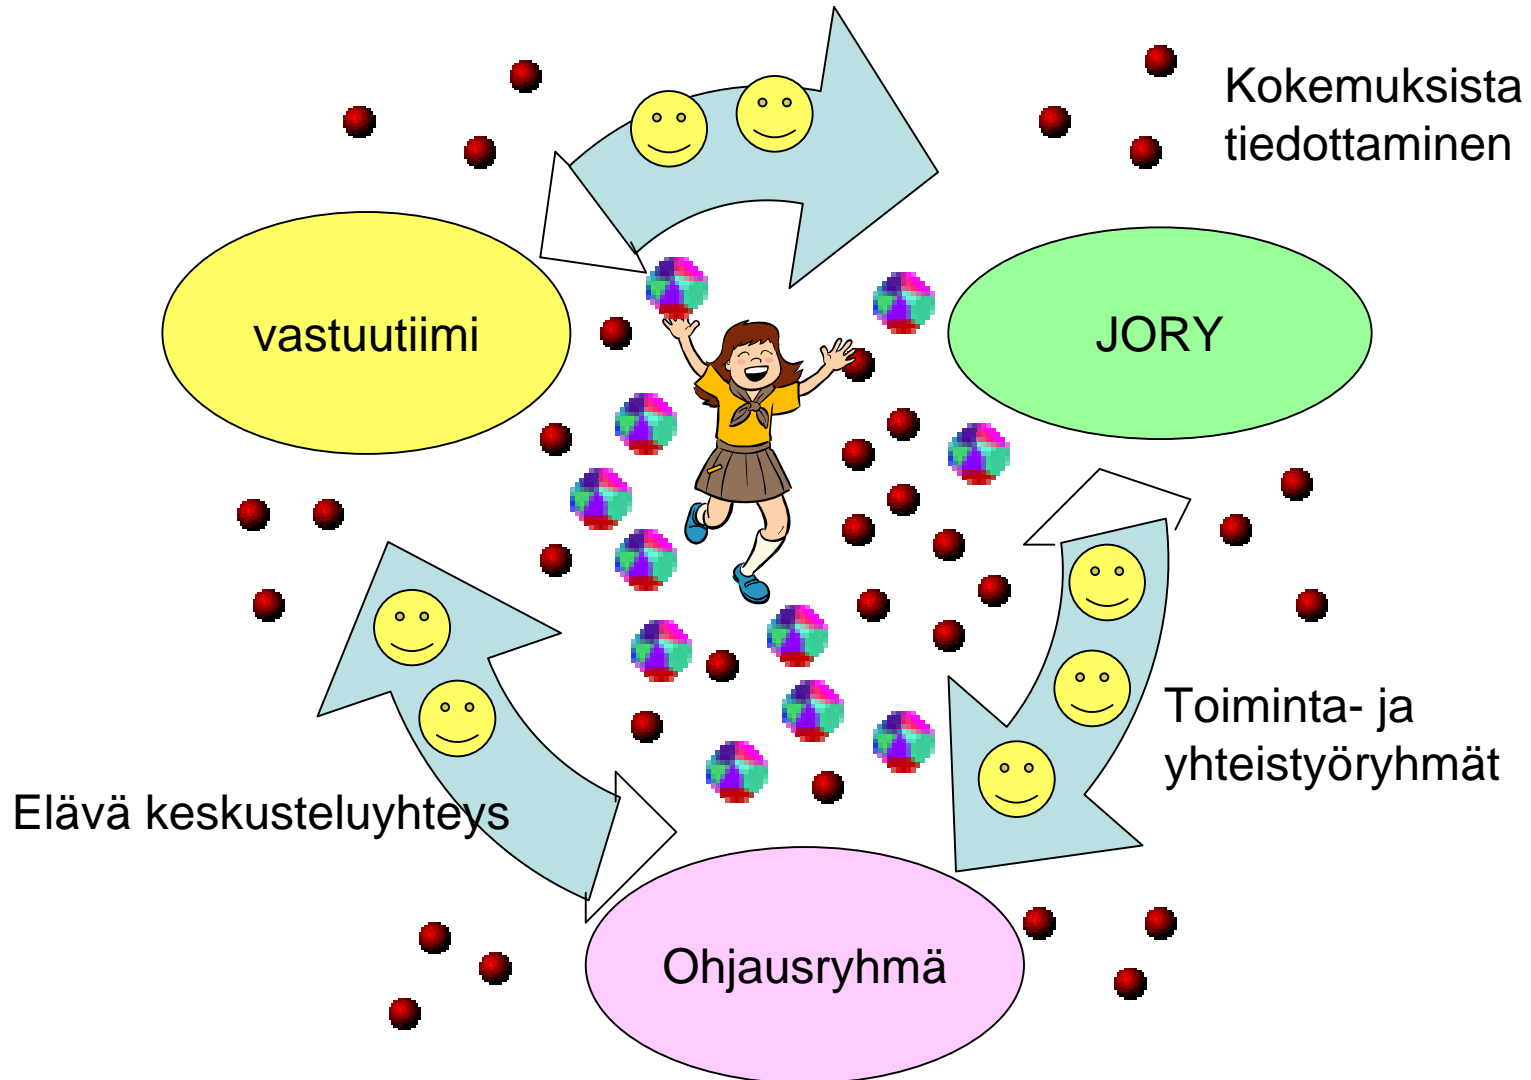 Kokemuksista
tiedottaminen
vastuutiimi
JORY
Toiminta- ja
yhteistyöryhmät
Elävä keskusteluyhteys
Ohjausryhmä